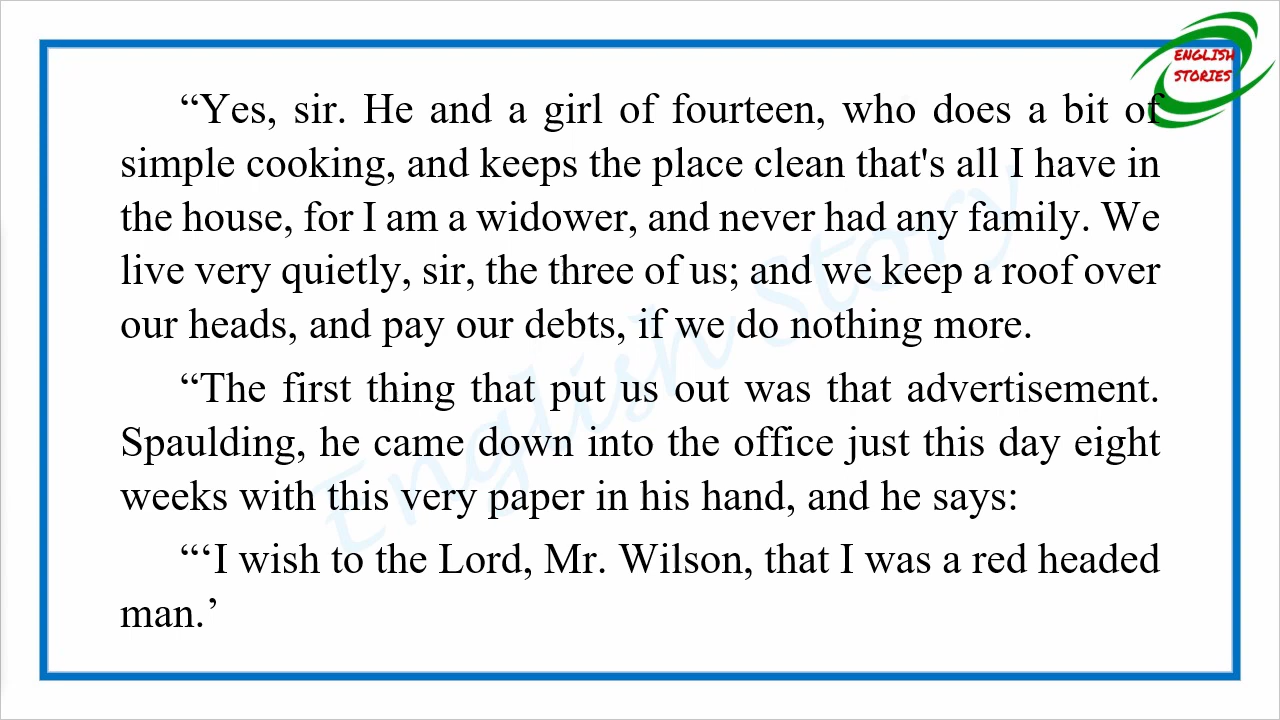 ENGLISH
STORIES
“Yes, sir. He and a girl of fourteen, who does a bit of
simple cooking, and keeps the place clean that's all I have in
the house, for I am a widower, and never had any family. We
live very quietly, sir, the three of us; and we keep a roof over
our heads, and pay our debts, if we do nothing more.
“The first thing that put us out was that advertisement.
Spaulding, he came down into the office just this day eight
weeks with this very paper in his hand, and he says:
“‘I wish to the Lord, Mr. Wilson, that I was a red headed
man.’
English Story